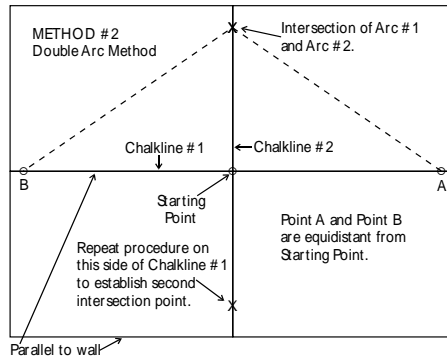 METHOD #2
Double Arc Method
X
Intersection of Arc #1
and Arc #2.
Chalkline #1
Chalkline #2
B
A
Starting
Point
Point A and Point B
are equidistant from
Starting Point.
Repeat procedure on
this side of Chalkline #1
to establish second
intersection point.
X
Parallel to wall